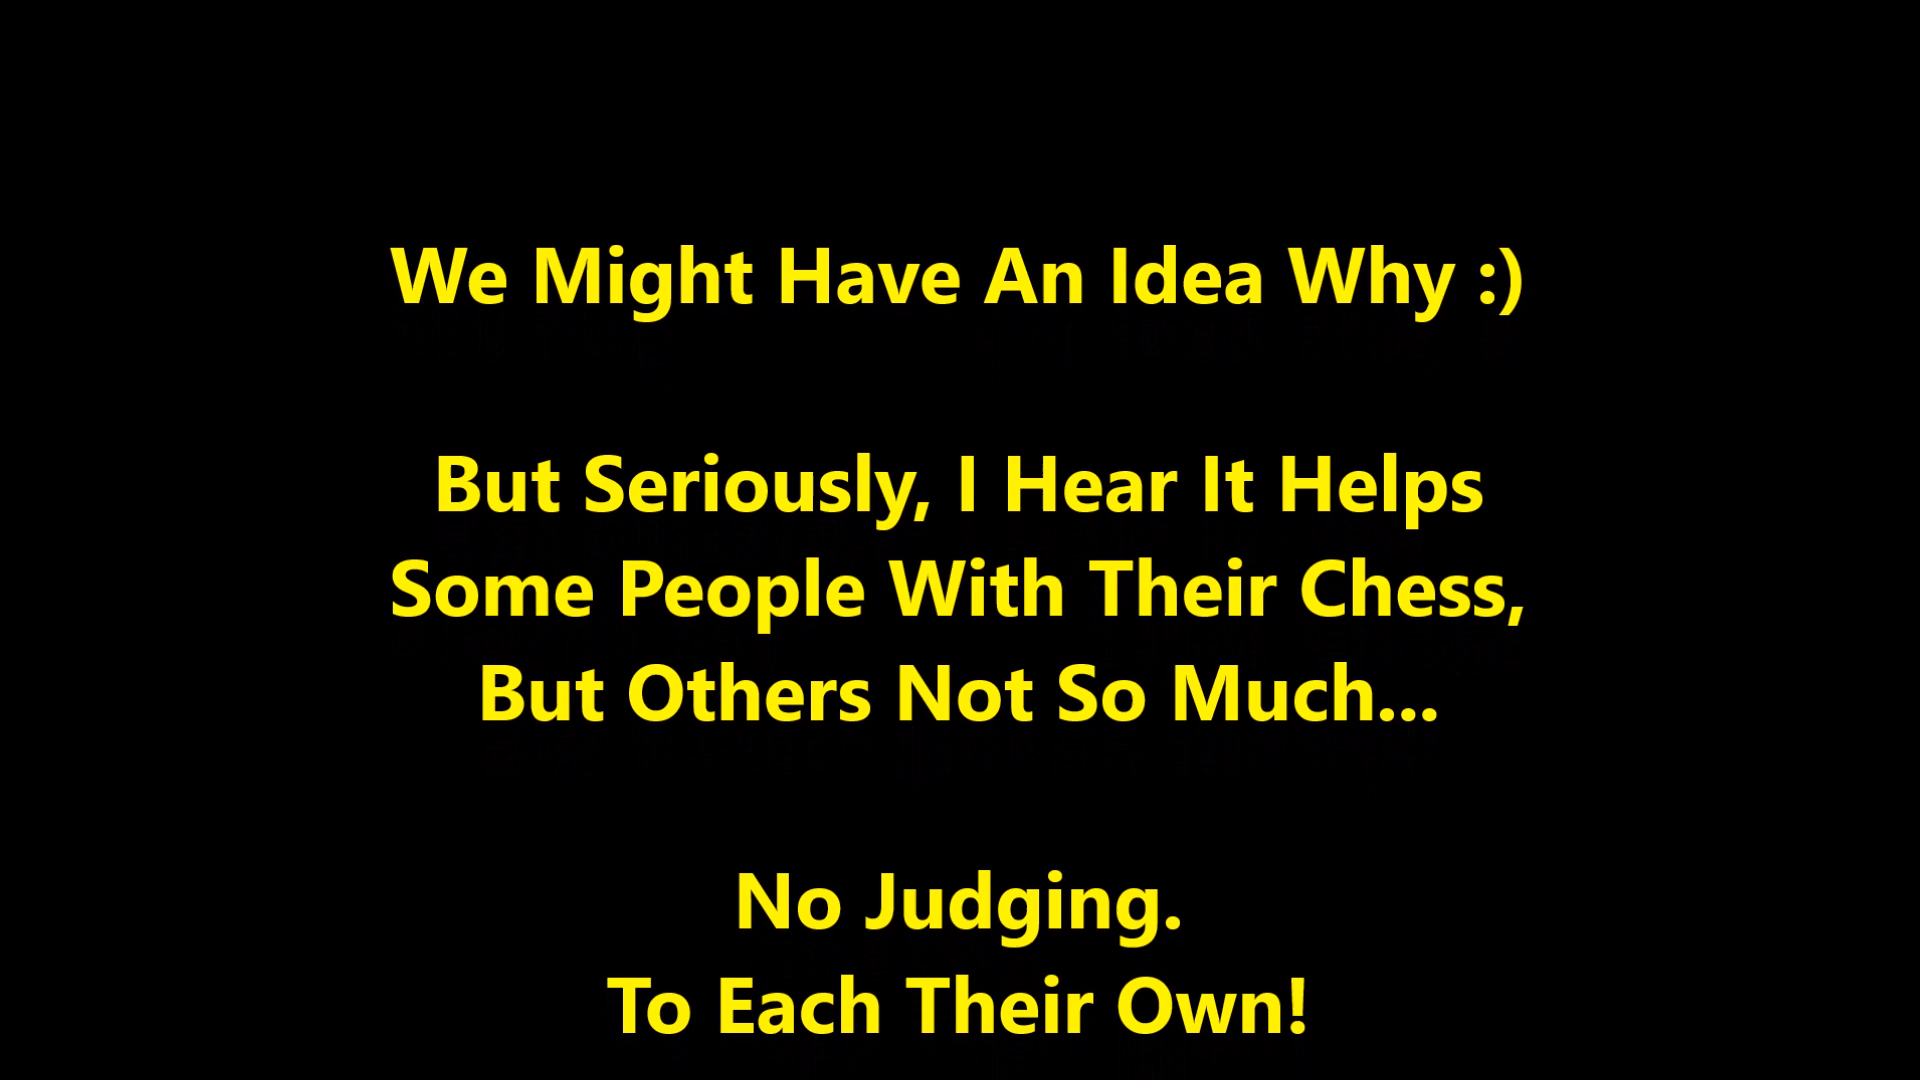 We Might Have An Idea Why :)
But Seriously, I Hear It Helps
Some People With Their Chess,
But Others Not So Much...
No Judging.
To Each Their Own!